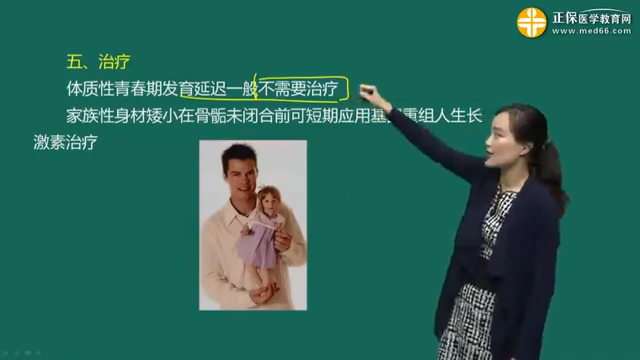 正保医学教育网
www.med66.com
五、治疗
体质性青春期发育延迟一般不需要治疗
家族性身材矮小在骨骺未闭合前可短期应用基 重组人生长
激素治疗